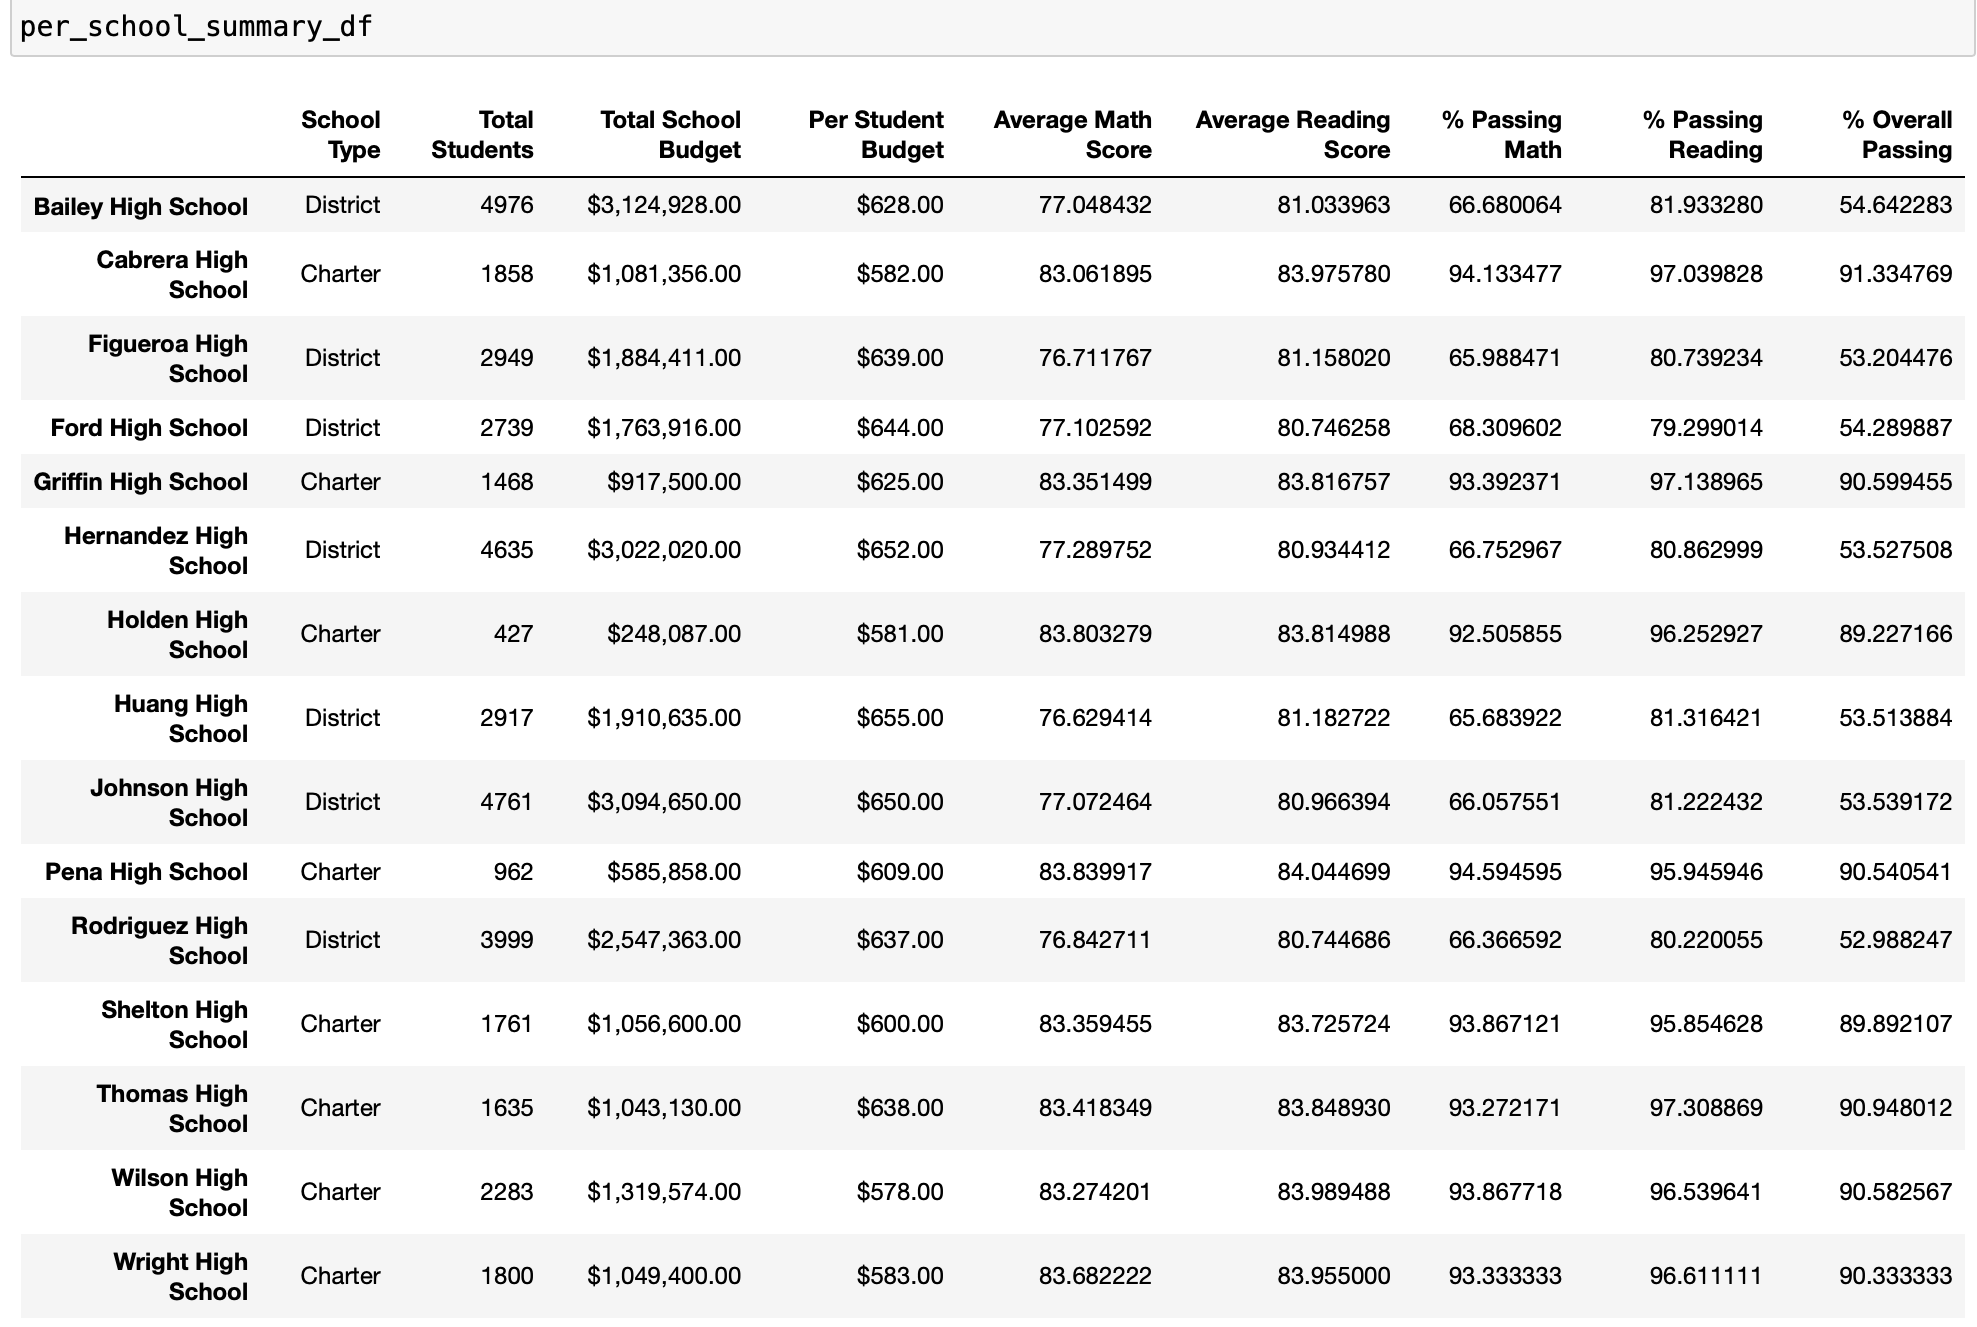 per_school_summary_df
School Type Total Students Total School Budget Per Student Budget Average Math Score Average Reading Score % Passing Math % Passing Reading % Overall Passing
Bailey High School District 4976 $3,124,928.00 $628.00 77.048432 81.033963 66.680064 81.933280 54.642283
Cabrera High School Charter 1858 $1,081,356.00 $582.00 83.061895 83.975780 94.133477 97.039828 91.334769
Figueroa High School District 2949 $1,884,411.00 $639.00 76.711767 81.158020 65.988471 80.739234 53.204476
Ford High School District 2739 $1,763,916.00 $644.00 77.102592 80.746258 68.309602 79.299014 54.289887
Griffin High School Charter 1468 $917,500.00 $625.00 83.351499 83.816757 93.392371 97.138965 90.599455
Hernandez High School District 4635 $3,022,020.00 $652.00 77.289752 80.934412 66.752967 80.862999 53.527508
Holden High School Charter 427 $248,087.00 $581.00 83.803279 83.814988 92.505855 96.252927 89.227166
Huang High School District 2917 $1,910,635.00 $655.00 76.629414 81.182722 65.683922 81.316421 53.513884
Johnson High School District 4761 $3,094,650.00 $650.00 77.072464 80.966394 66.057551 81.222432 53.539172
Pena High School Charter 962 $585,858.00 $609.00 83.839917 84.044699 94.594595 95.945946 90.540541
Rodriguez High School District 3999 $2,547,363.00 $637.00 76.842711 80.744686 66.366592 80.220055 52.988247
Shelton High School Charter 1761 $1,056,600.00 $600.00 83.359455 83.725724 93.867121 95.854628 89.892107
Thomas High School Charter 1635 $1,043,130.00 $638.00 83.418349 83.848930 93.272171 97.308869 90.948012
Wilson High School Charter 2283 $1,319,574.00 $578.00 83.274201 83.989488 93.867718 96.539641 90.582567
Wright High School Charter 1800 $1,049,400.00 $583.00 83.682222 83.955000 93.333333 96.611111 90.333333